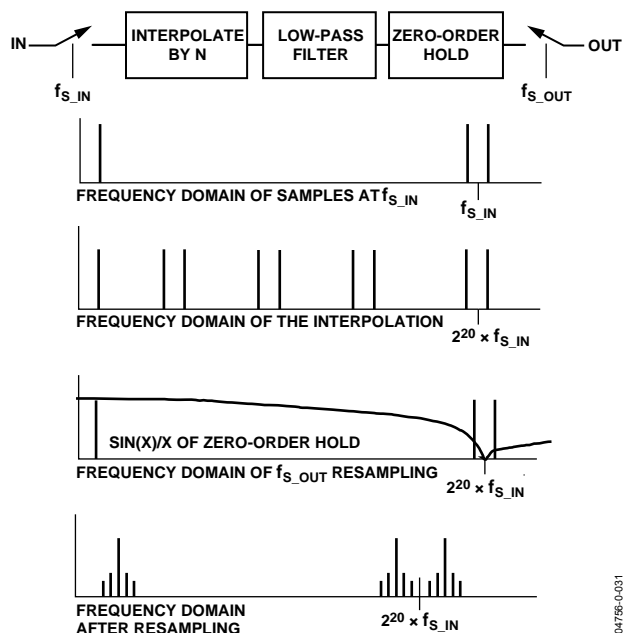 IN
INTERPOLATE
BY N
LOW-PASS
FILTER
ZERO-ORDER
HOLD
OUT
fS_IN
fS_OUT
FREQUENCY DOMAIN OF SAMPLES AT fS_IN
fS_IN
FREQUENCY DOMAIN OF THE INTERPOLATION
2^20 × fS_IN
SIN(X)/X OF ZERO-ORDER HOLD
FREQUENCY DOMAIN OF fS_OUT RESAMPLING
2^20 × fS_IN
FREQUENCY DOMAIN
AFTER RESAMPLING
2^20 × fS_IN
04756-0-031